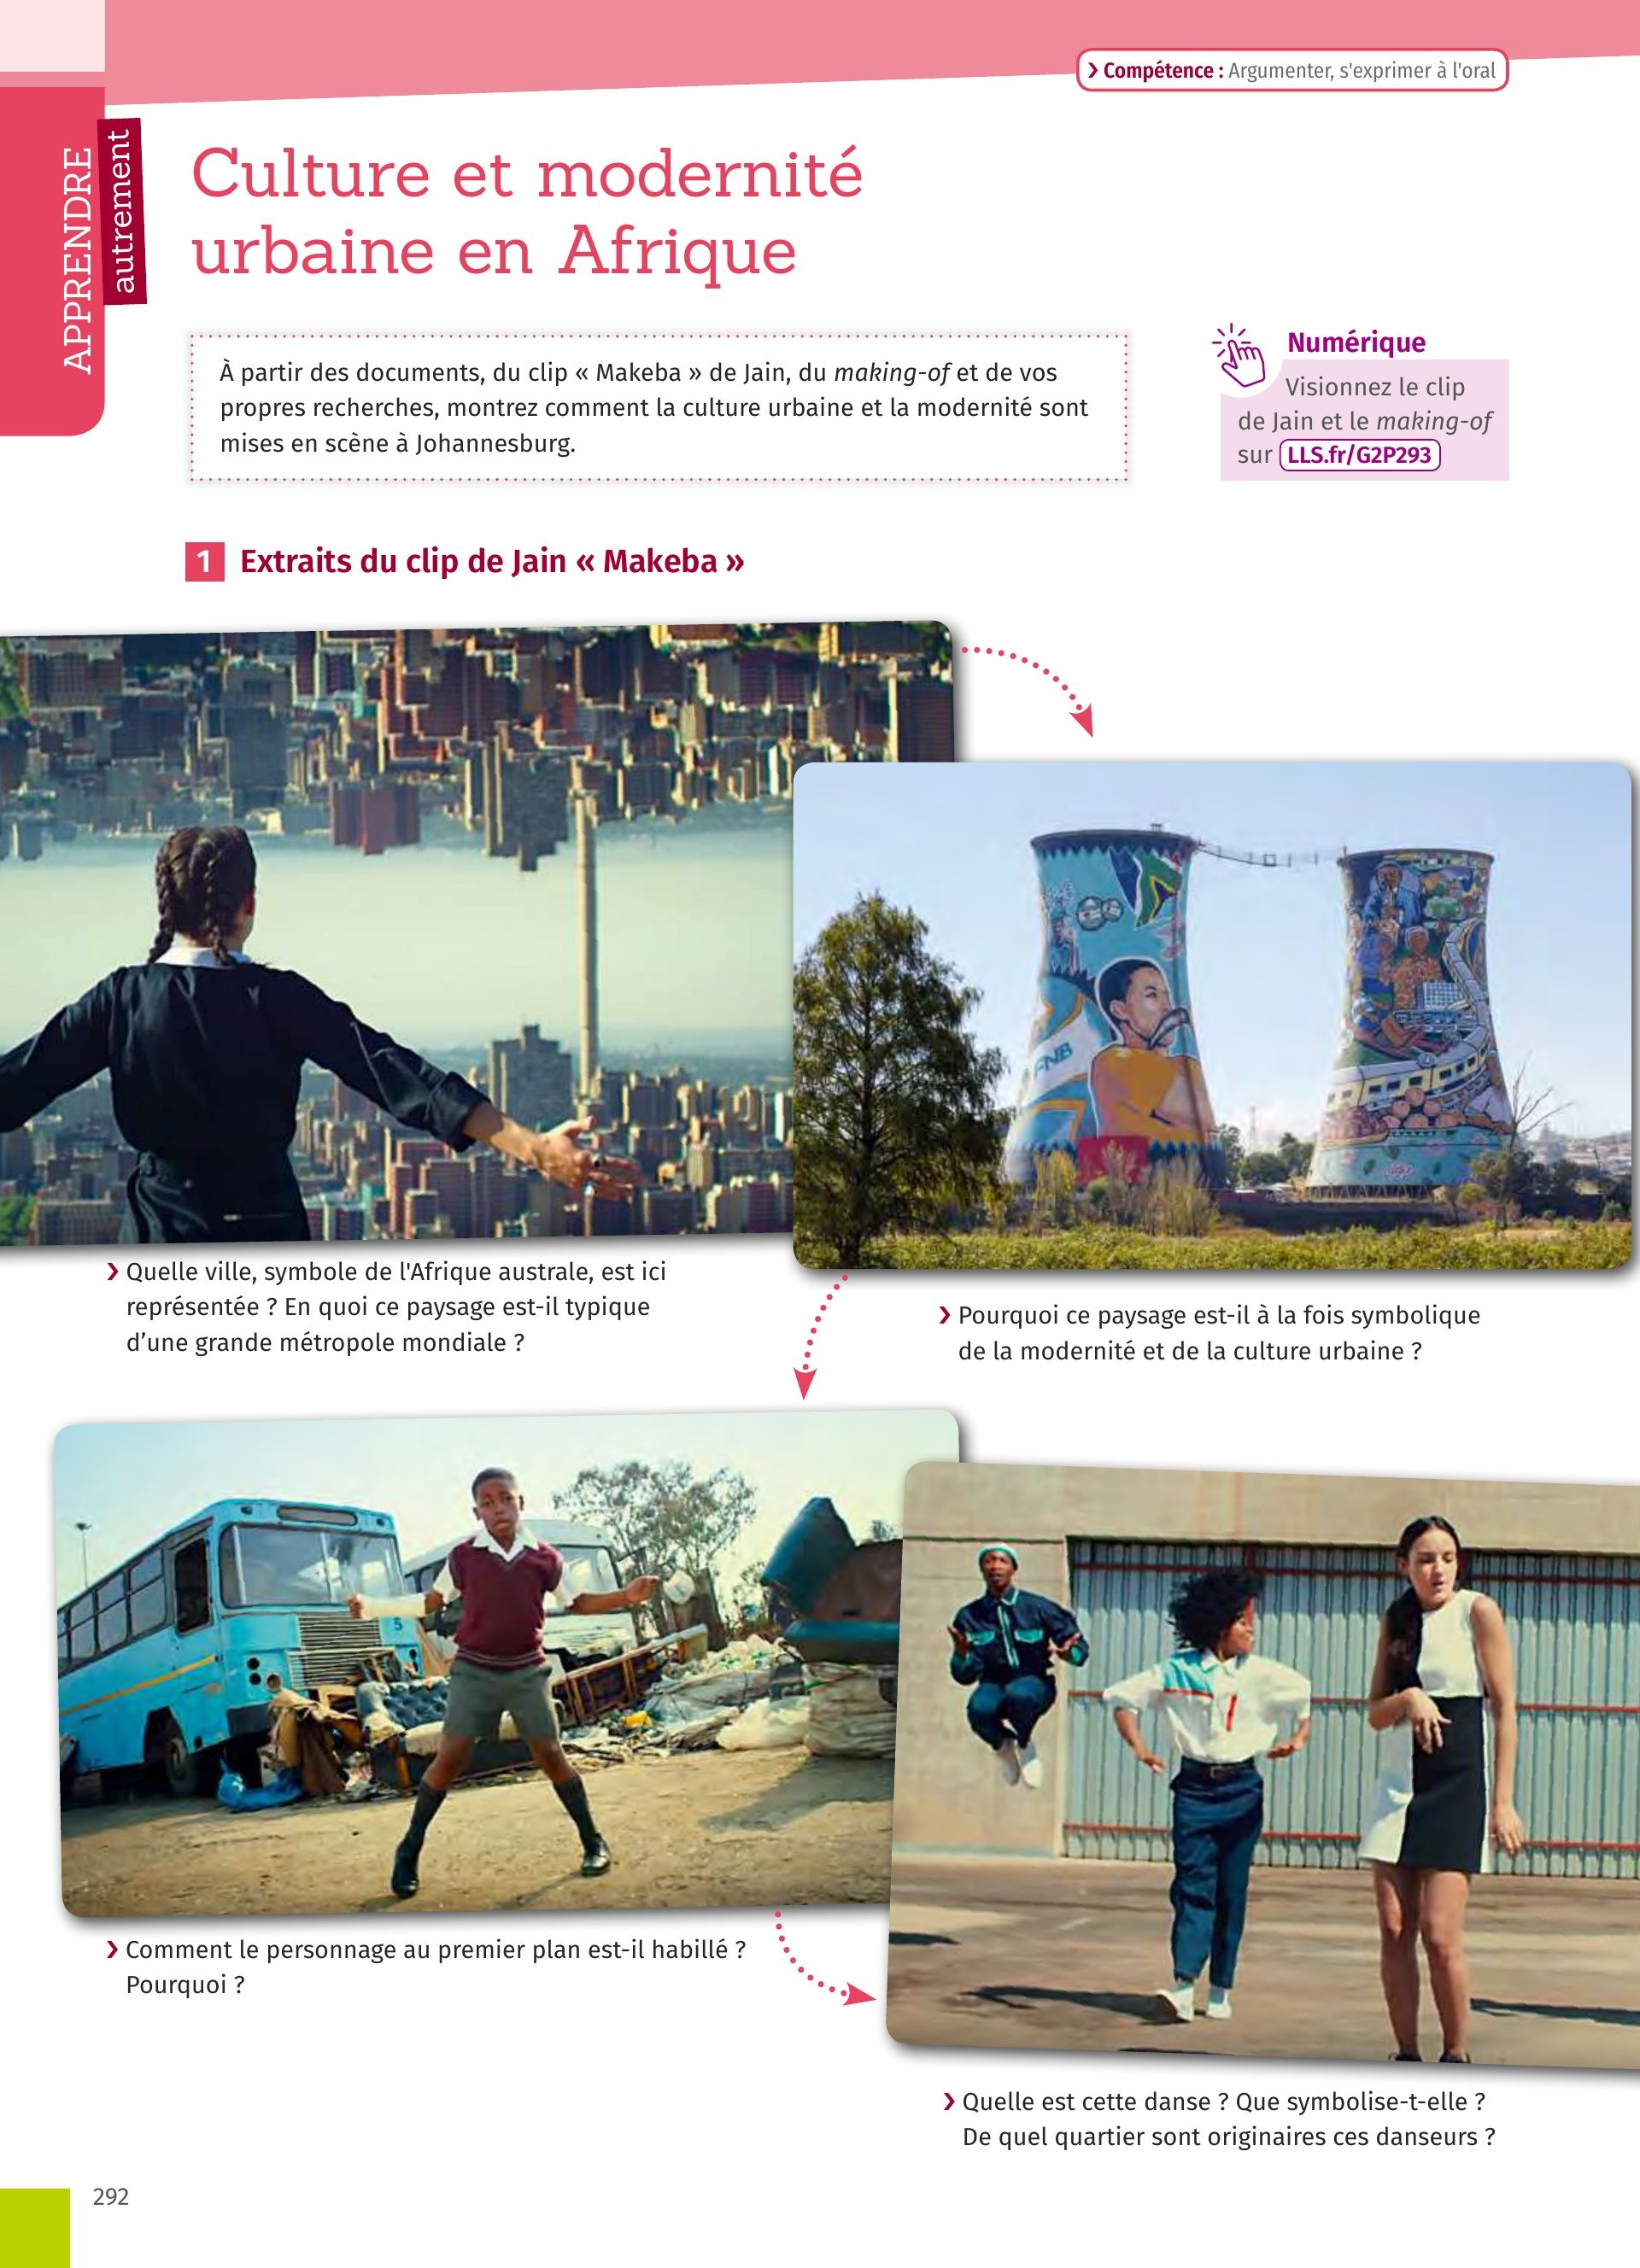 › Compétence : Argumenter, s'exprimer à l'oral
APPRENDRE
autrement
Culture et modernité
urbaine en Afrique
À partir des documents, du clip « Makeba » de Jain, du making-of et de vos
propres recherches, montrez comment la culture urbaine et la modernité sont
mises en scène à Johannesburg.
Numérique
Visionnez le clip
de Jain et le making-of
sur LLS.fr/G2P293
1 Extraits du clip de Jain « Makeba »
FNB
› Quelle ville, symbole de l'Afrique australe, est ici
représentée ? En quoi ce paysage est-il typique
d’une grande métropole mondiale ?
› Pourquoi ce paysage est-il à la fois symbolique
de la modernité et de la culture urbaine ?
5
› Comment le personnage au premier plan est-il habillé ?
Pourquoi ?
› Quelle est cette danse ? Que symbolise-t-elle ?
De quel quartier sont originaires ces danseurs ?
292